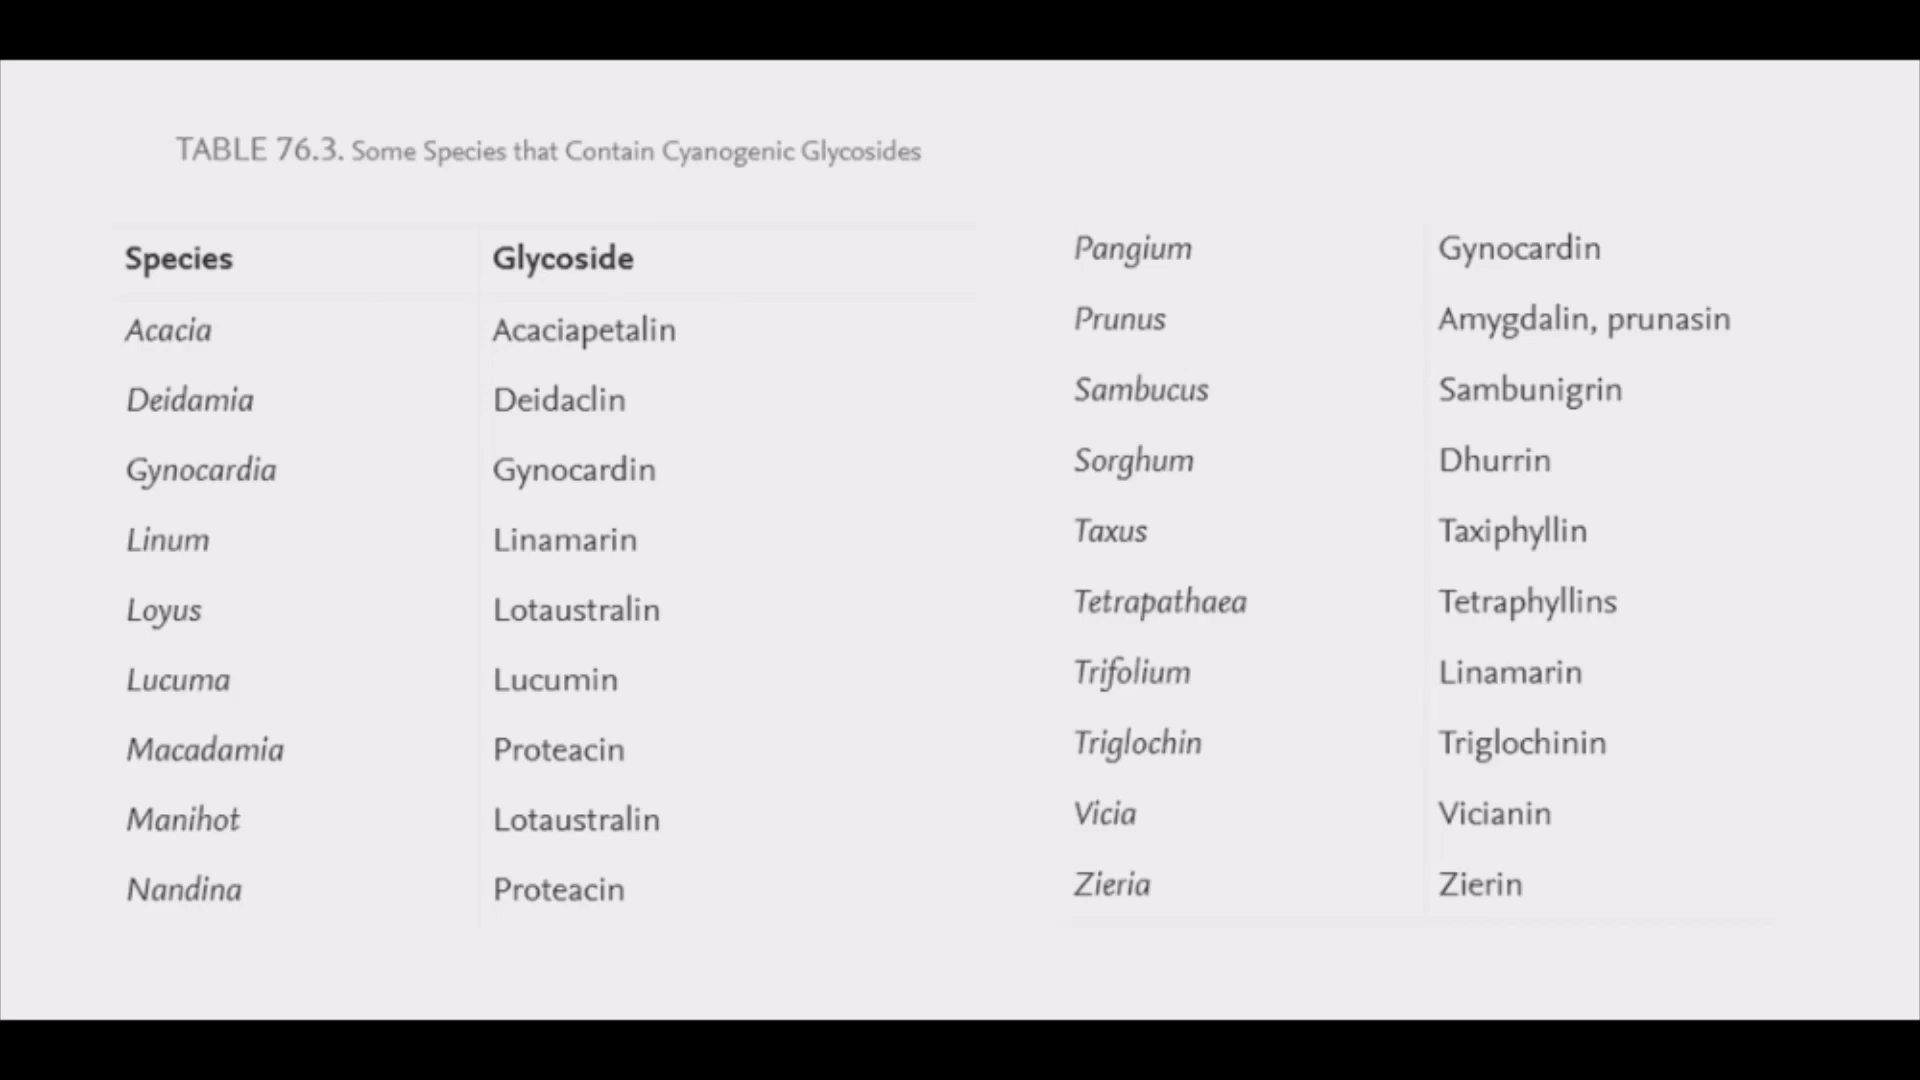 TABLE 76.3. Some Species that Contain Cyanogenic Glycosides
Species Glycoside
Acacia Acaciapetalin
Deidamia Deidaclin
Gynocardia Gynocardin
Linum Linamarin
Loyus Lotaustralin
Lucuma Lucumin
Macadamia Proteacin
Manihot Lotaustralin
Nandina Proteacin
Pangium Gynocardin
Prunus Amygdalin, prunasin
Sambucus Sambunigrin
Sorghum Dhurrin
Taxus Taxiphyllin
Tetrapathaea Tetraphyllins
Trifolium Linamarin
Triglochin Triglochinin
Vicia Vicianin
Zieria Zierin